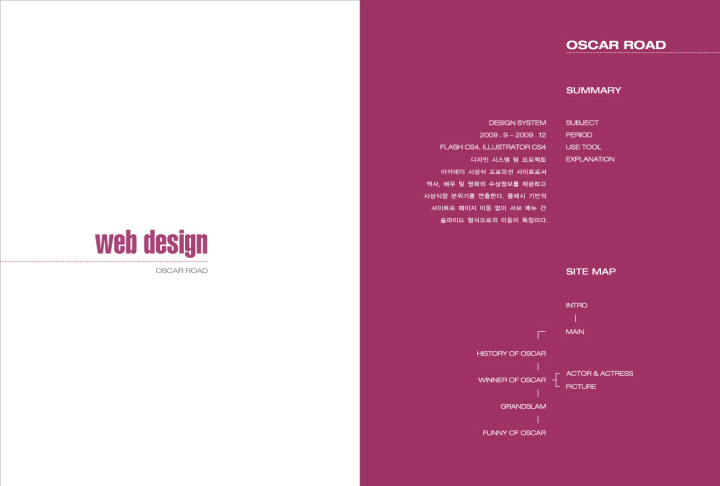 web design
OSCAR ROAD
OSCAR ROAD
SUMMARY
DESIGN SYSTEM SUBJECT
2009 . 9 ~ 2009 . 12 PERIOD
FLASH CS4, ILLUSTRATOR CS4 USE TOOL
디자인 시스템 팀 프로젝트 EXPLANATION
아카데미 시상식 프로모션 사이트로서
역사, 배우 및 영화의 수상정보를 제공하고
시상식장 분위기를 연출한다. 플래시 기반의
사이트로 페이지 이동 없이 서브 메뉴 간
슬라이드 형식으로의 이동이 특징이다.
SITE MAP
INTRO
MAIN
HISTORY OF OSCAR
WINNER OF OSCAR
ACTOR & ACTRESS
PICTURE
GRANDSLAM
FUNNY OF OSCAR